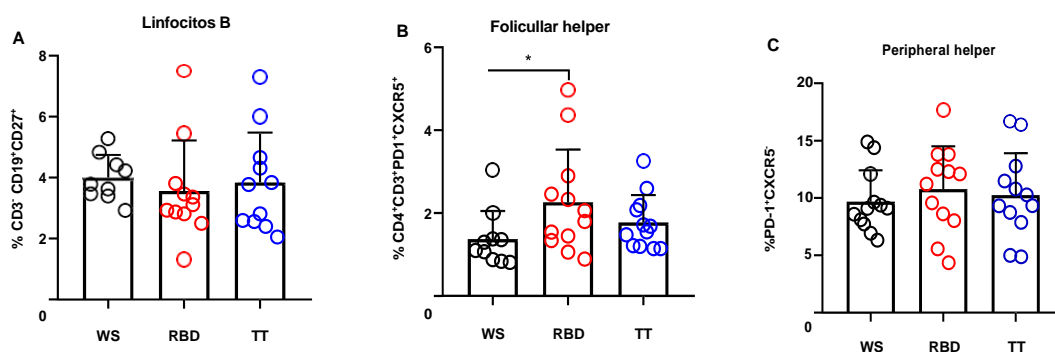 A
Linfocitos B
% CD3⁻ CD19⁺CD27⁺
8
6
4
2
0
WS RBD TT
B
Folicullar helper
% CD4⁺CD3⁺PD1⁺CXCR5⁺
6
4
2
0
*
WS RBD TT
C
Peripheral helper
%PD-1⁺CXCR5⁻
20
15
10
5
0
WS RBD TT